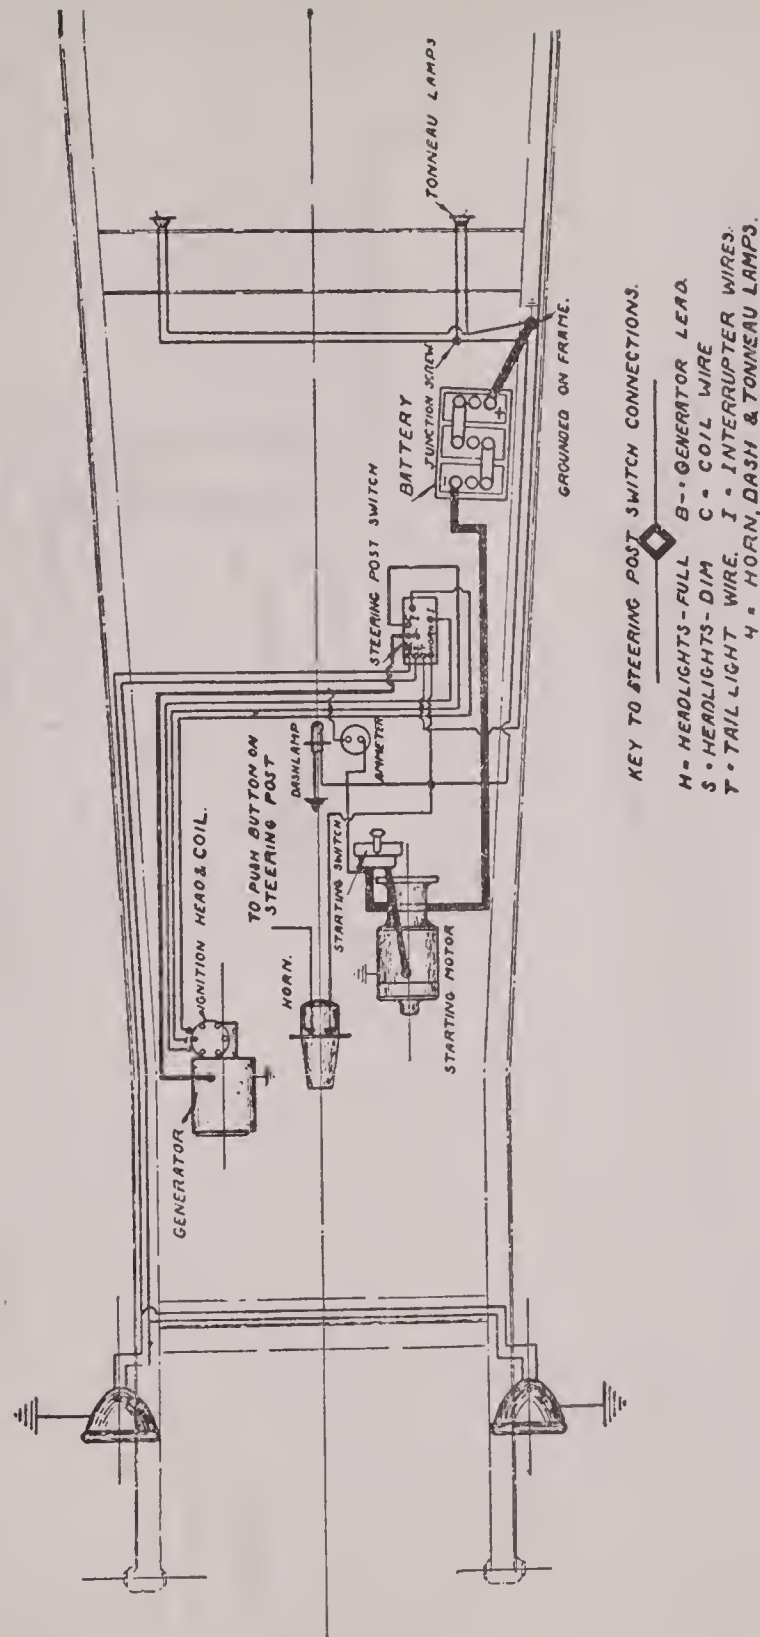 TONNEAU LAMPS
JUNCTION SCREW
BATTERY
GROUNDED ON FRAME.
STEERING POST SWITCH
DASHLAMP
AMMETER
TO PUSH BUTTON ON
STEERING POST
STARTING SWITCH
IGNITION HEAD & COIL.
HORN.
STARTING MOTOR
GENERATOR
KEY TO STEERING POST SWITCH CONNECTIONS.
H = HEADLIGHTS-FULL B = GENERATOR LEAD.
S = HEADLIGHTS-DIM C = COIL WIRE
T = TAIL LIGHT WIRE. I = INTERRUPTER WIRES.
H = HORN, DASH & TONNEAU LAMPS.
+
-